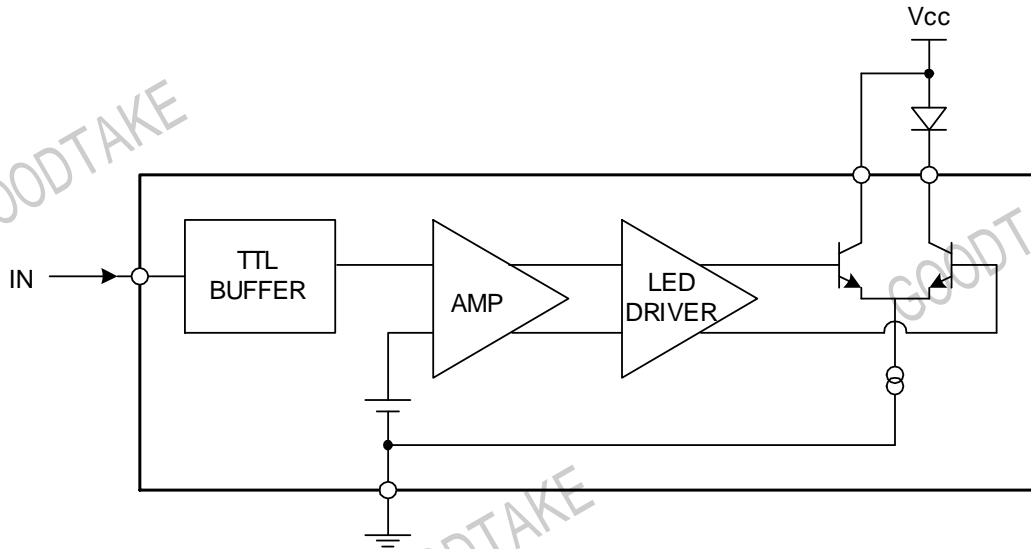 Vcc
GOODTAKE
IN
TTL
BUFFER
AMP
LED
DRIVER
GOODT
GOODTAKE